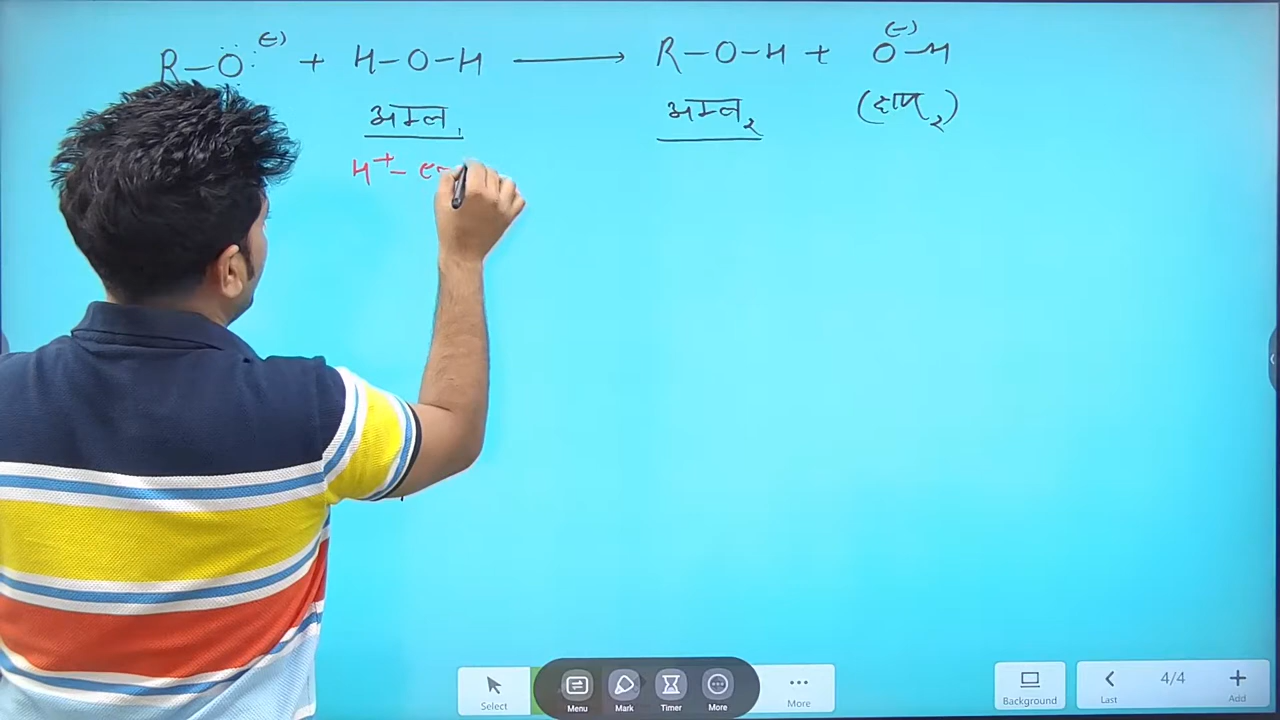 R–Ö: (–) + H–O–H ⟶ R–O–H + (–) O–H
अम्ल₁ अम्ल₂ (क्षार₂)
H⁺–
Select Menu Mark Timer More More Background Last 4/4 Add